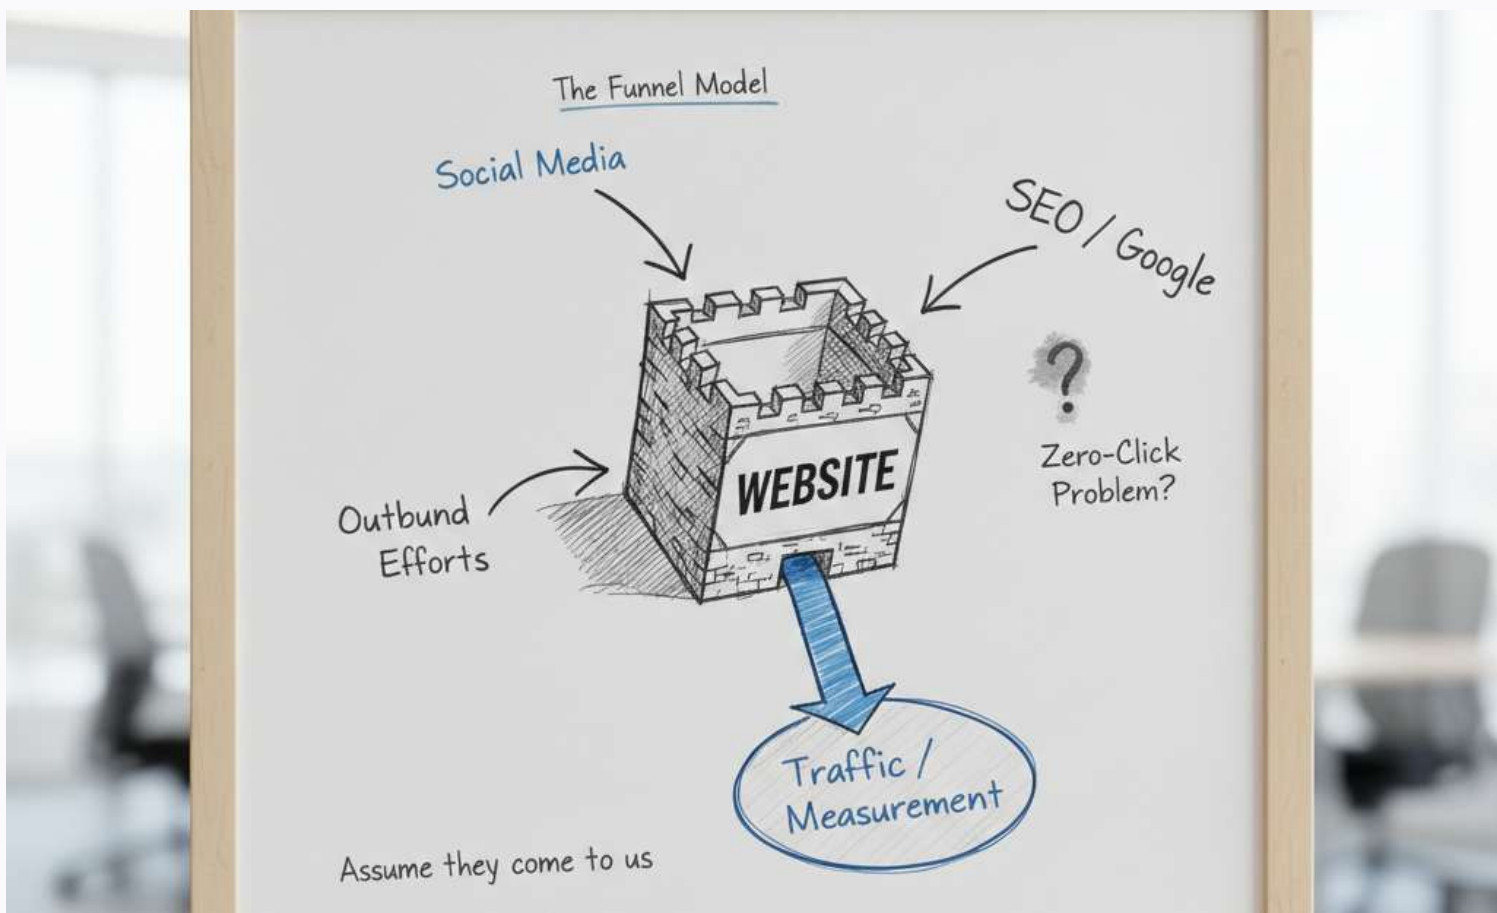 The Funnel Model
Social Media
SEO / Google
?
Zero-Click
Problem?
WEBSITE
Outbund
Efforts
Traffic /
Measurement
Assume they come to us